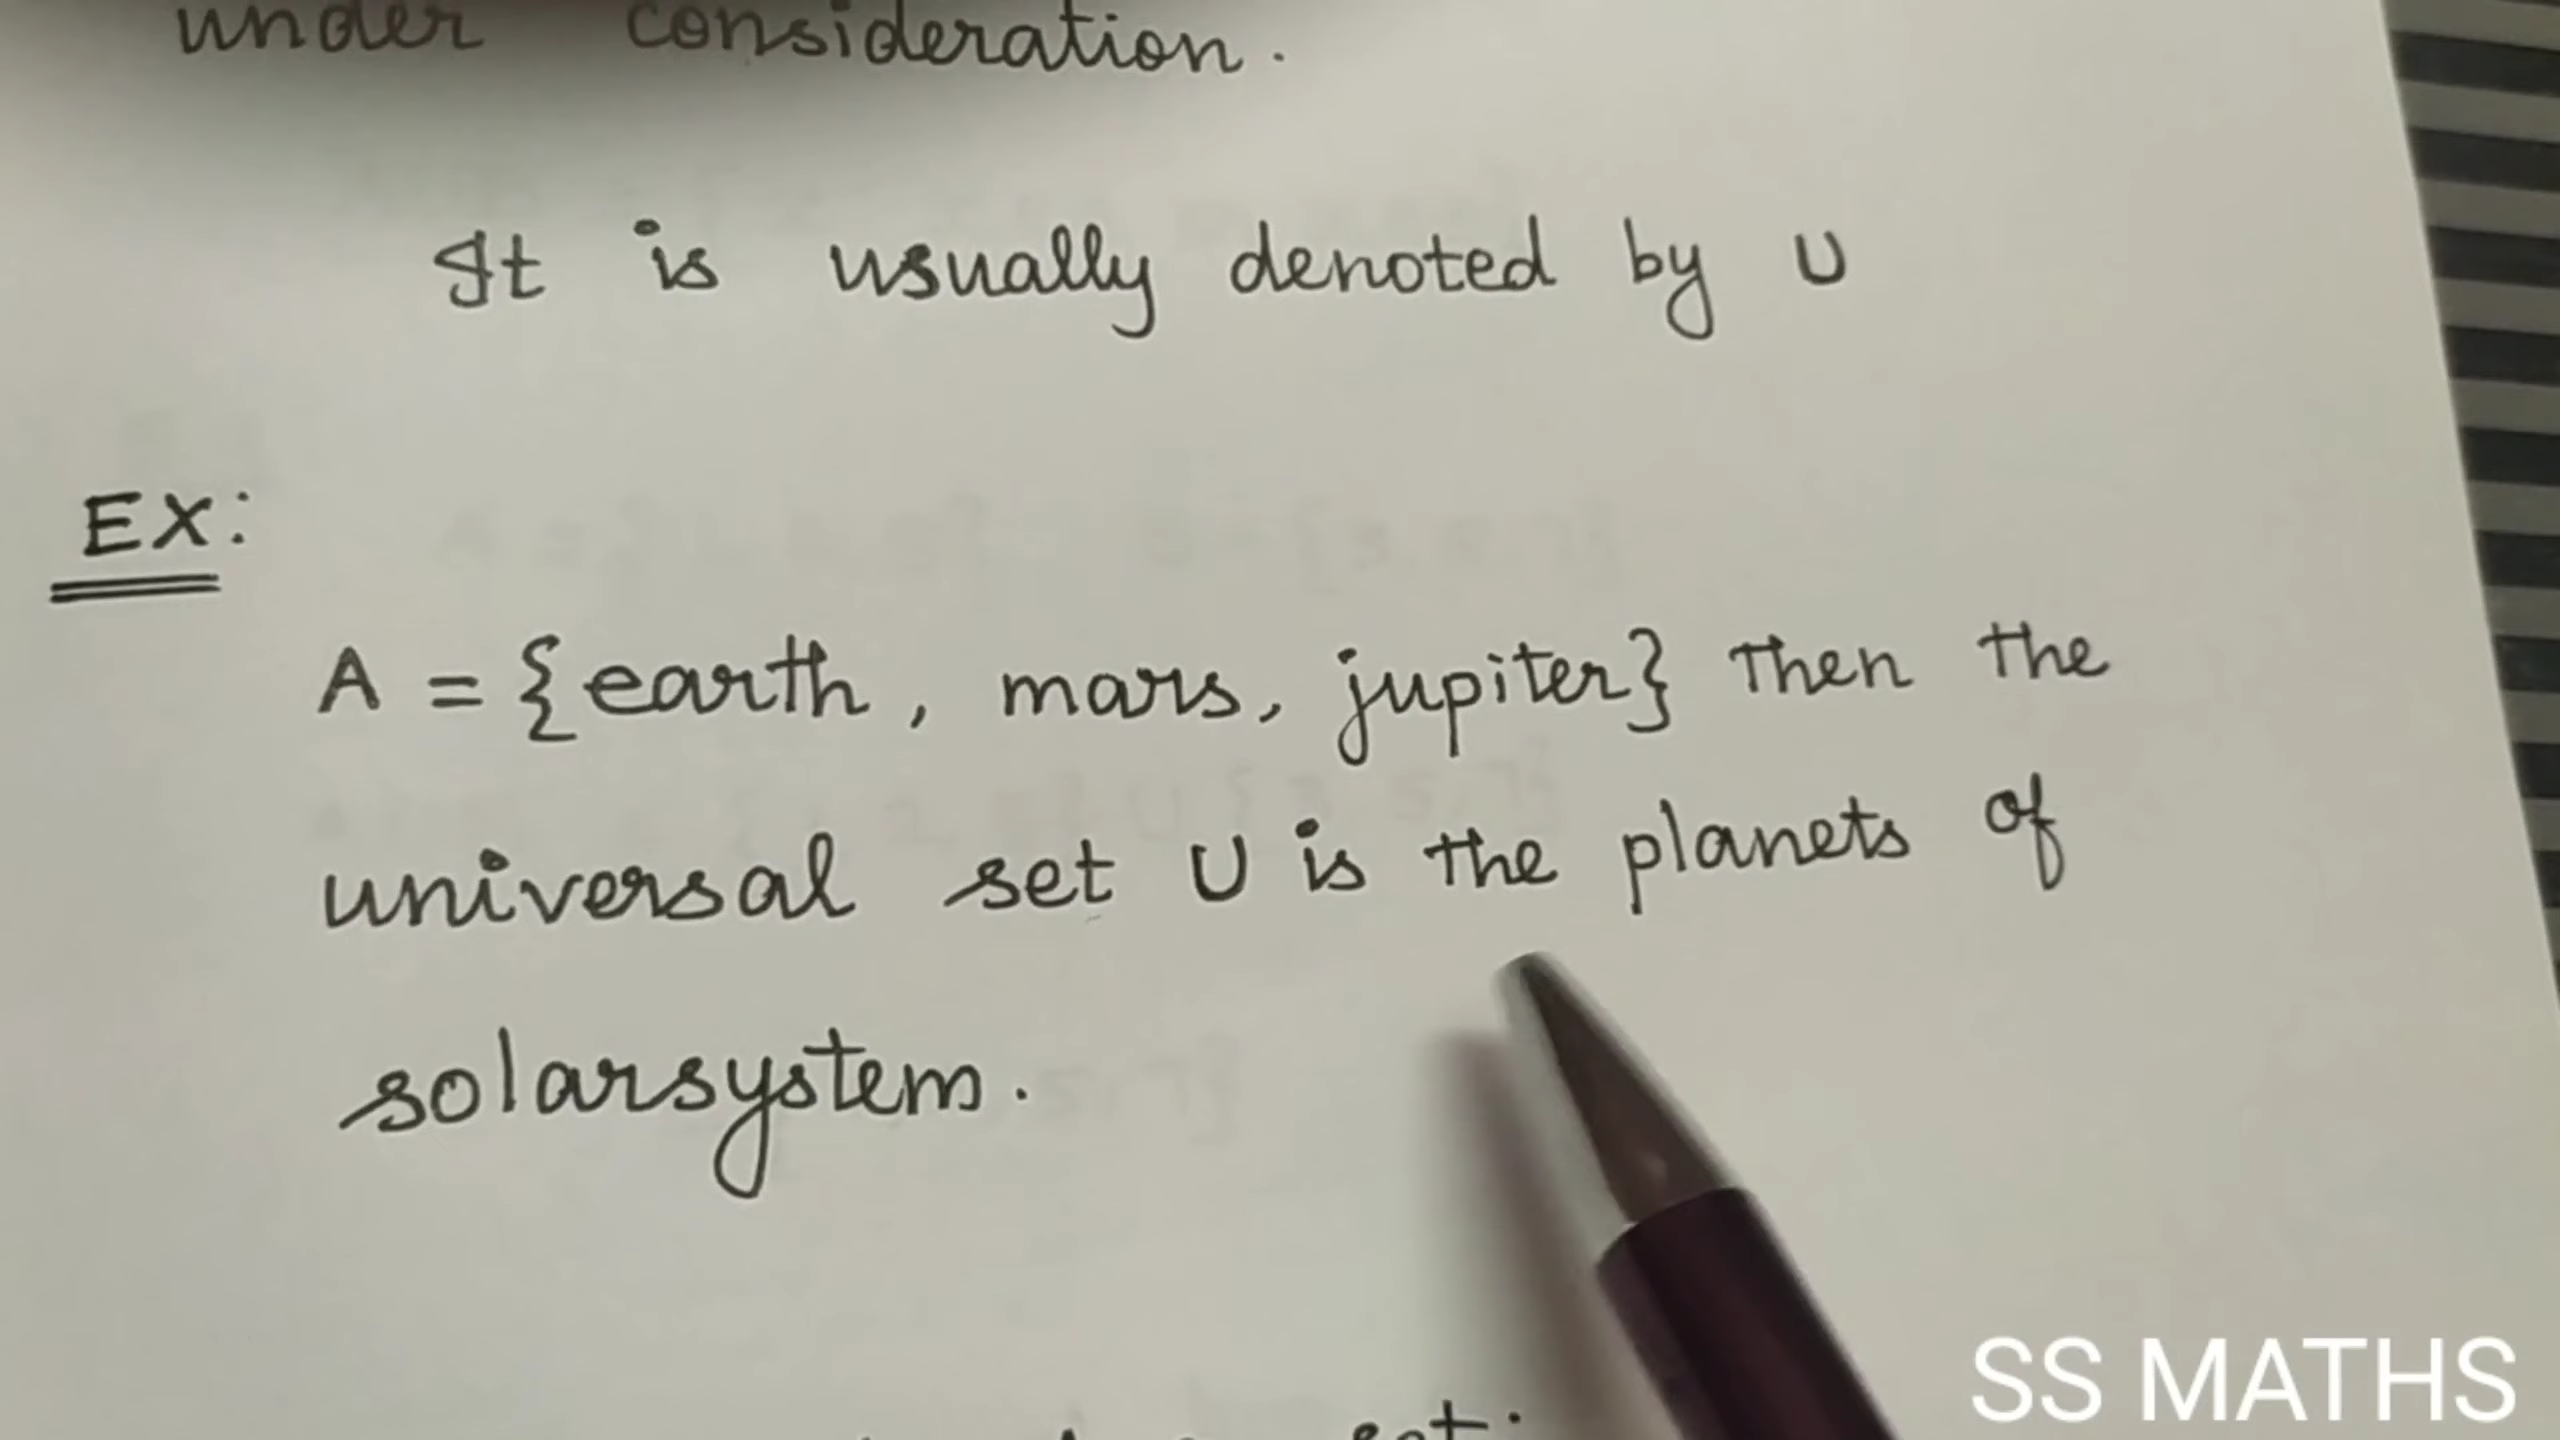 under consideration.
It is usually denoted by U
EX:
A = {earth, mars, jupiter} then the
universal set U is the planets of
solarsystem.
set:
SS MATHS